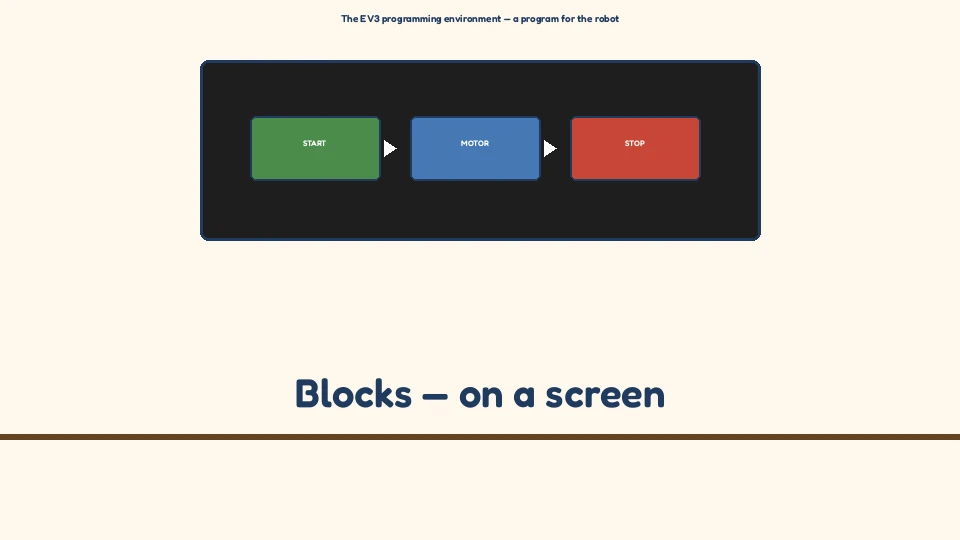 The EV3 programming environment — a program for the robot
START
MOTOR
STOP
Blocks — on a screen